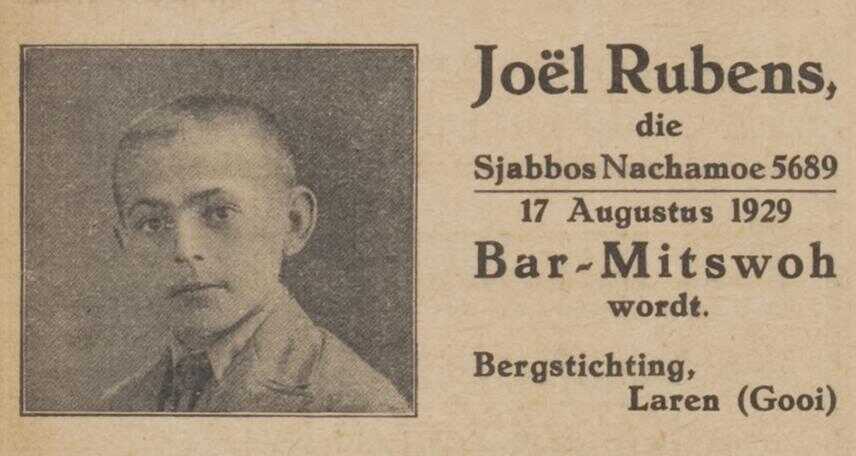 Joël Rubens,
die
Sjabbos Nachamoe 5689
17 Augustus 1929
Bar-Mitswoh
wordt.
Bergstichting,
Laren (Gooi)